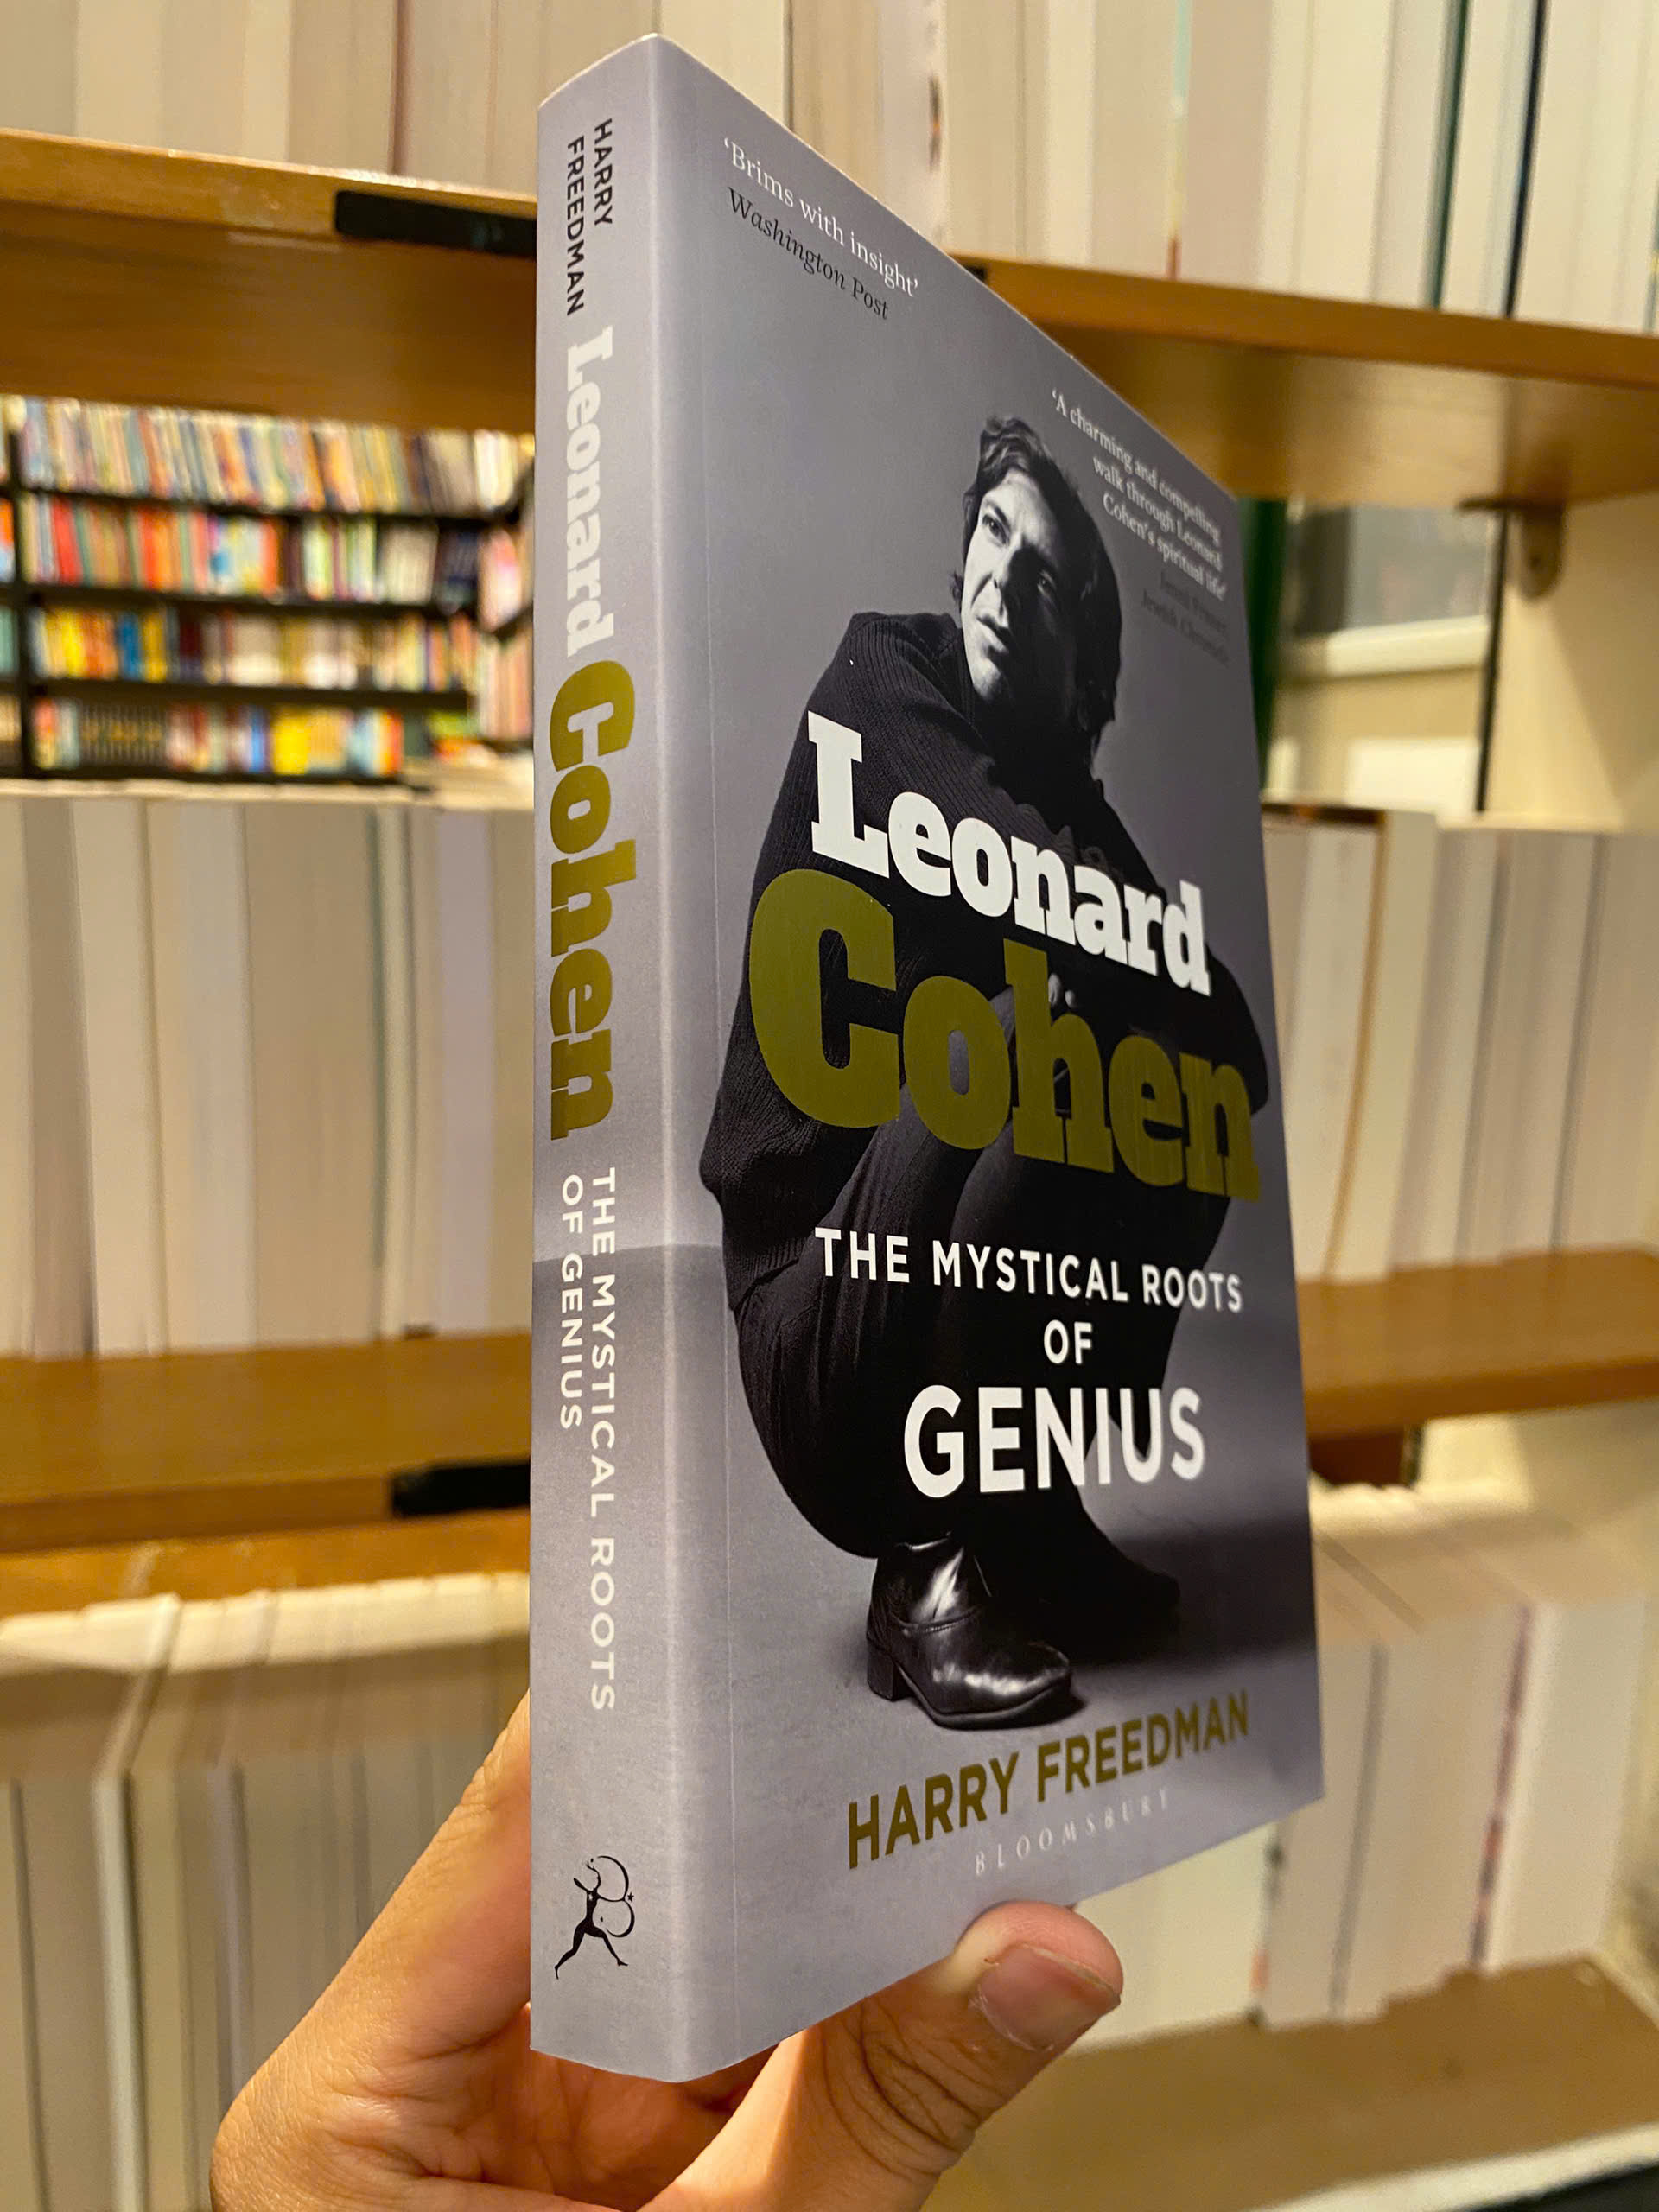 HARRY
FREEDMAN
Leonard Cohen
THE MYSTICAL ROOTS
OF GENIUS
‘Brims with insight’
Washington Post
‘A charming and compelling
walk through Leonard
Cohen’s spiritual life’
Jewish Chronicle
Leonard
Cohen
THE MYSTICAL ROOTS
OF
GENIUS
HARRY FREEDMAN
BLOOMSBURY